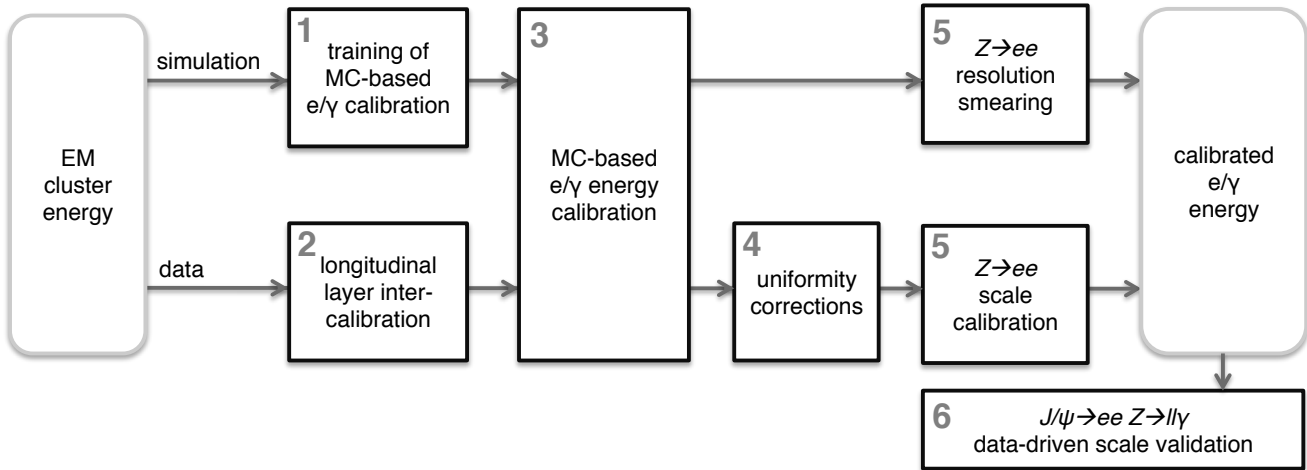 EM
cluster
energy
simulation
data
1
training of
MC-based
e/γ calibration
2
longitudinal
layer inter-
calibration
3
MC-based
e/γ energy
calibration
4
uniformity
corrections
5
Z→ee
resolution
smearing
5
Z→ee
scale
calibration
calibrated
e/γ
energy
6
J/ψ→ee Z→llγ
data-driven scale validation